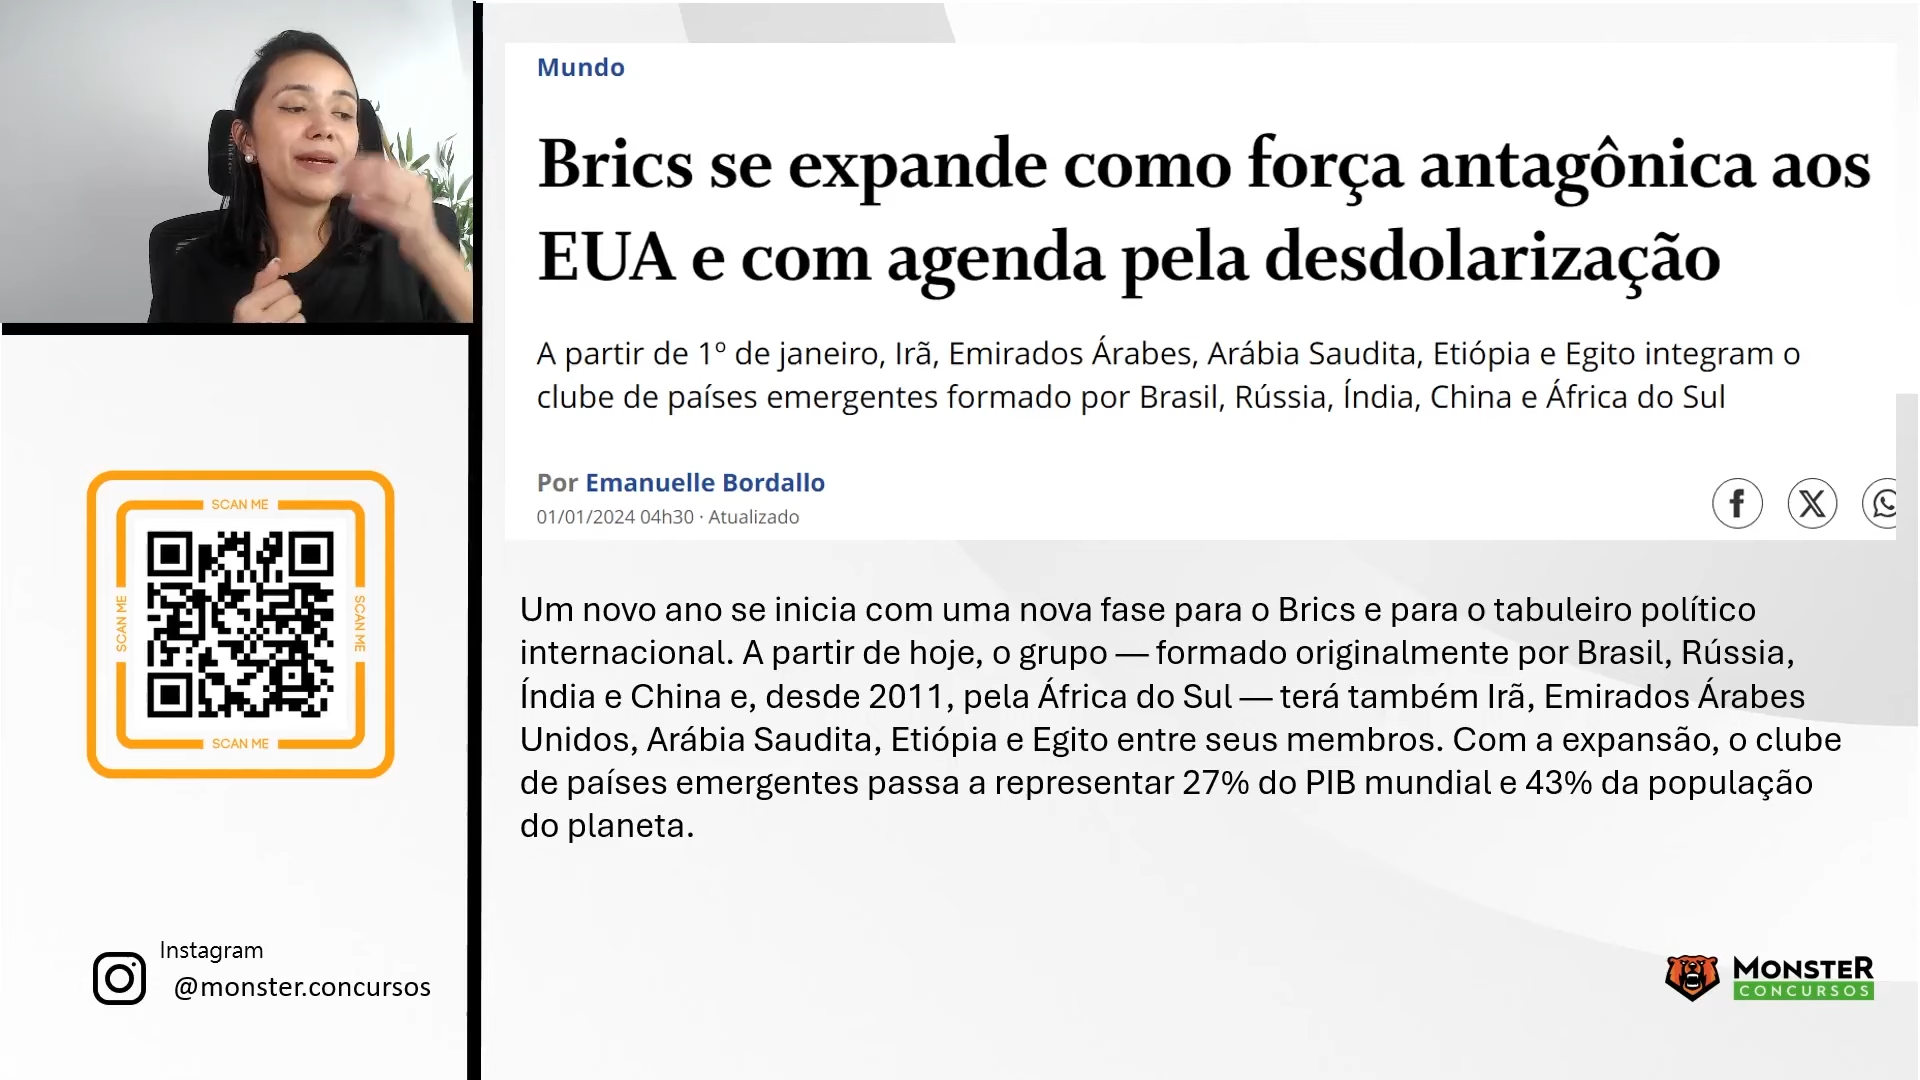 Mundo
Brics se expande como força antagônica aos
EUA e com agenda pela desdolarização
A partir de 1º de janeiro, Irã, Emirados Árabes, Arábia Saudita, Etiópia e Egito integram o
clube de países emergentes formado por Brasil, Rússia, Índia, China e África do Sul
Por Emanuelle Bordallo
01/01/2024 04h30 · Atualizado
Um novo ano se inicia com uma nova fase para o Brics e para o tabuleiro político
internacional. A partir de hoje, o grupo — formado originalmente por Brasil, Rússia,
Índia e China e, desde 2011, pela África do Sul — terá também Irã, Emirados Árabes
Unidos, Arábia Saudita, Etiópia e Egito entre seus membros. Com a expansão, o clube
de países emergentes passa a representar 27% do PIB mundial e 43% da população
do planeta.
SCAN ME
SCAN ME
SCAN ME
SCAN ME
Instagram
@monster.concursos
MONSTER
CONCURSOS